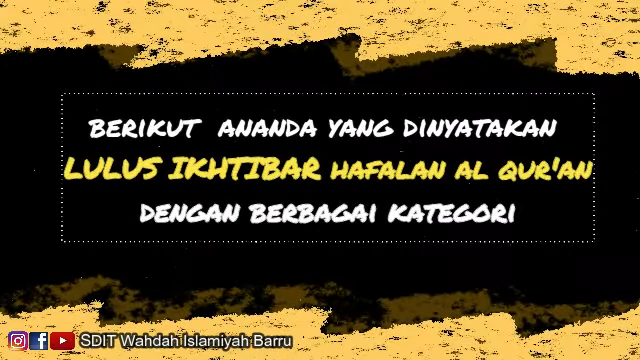 BERIKUT ANANDA YANG DINYATAKAN
LULUS IKHTIBAR HAFALAN AL QUR'AN
DENGAN BERBAGAI KATEGORI
SDIT Wahdah Islamiyah Barru